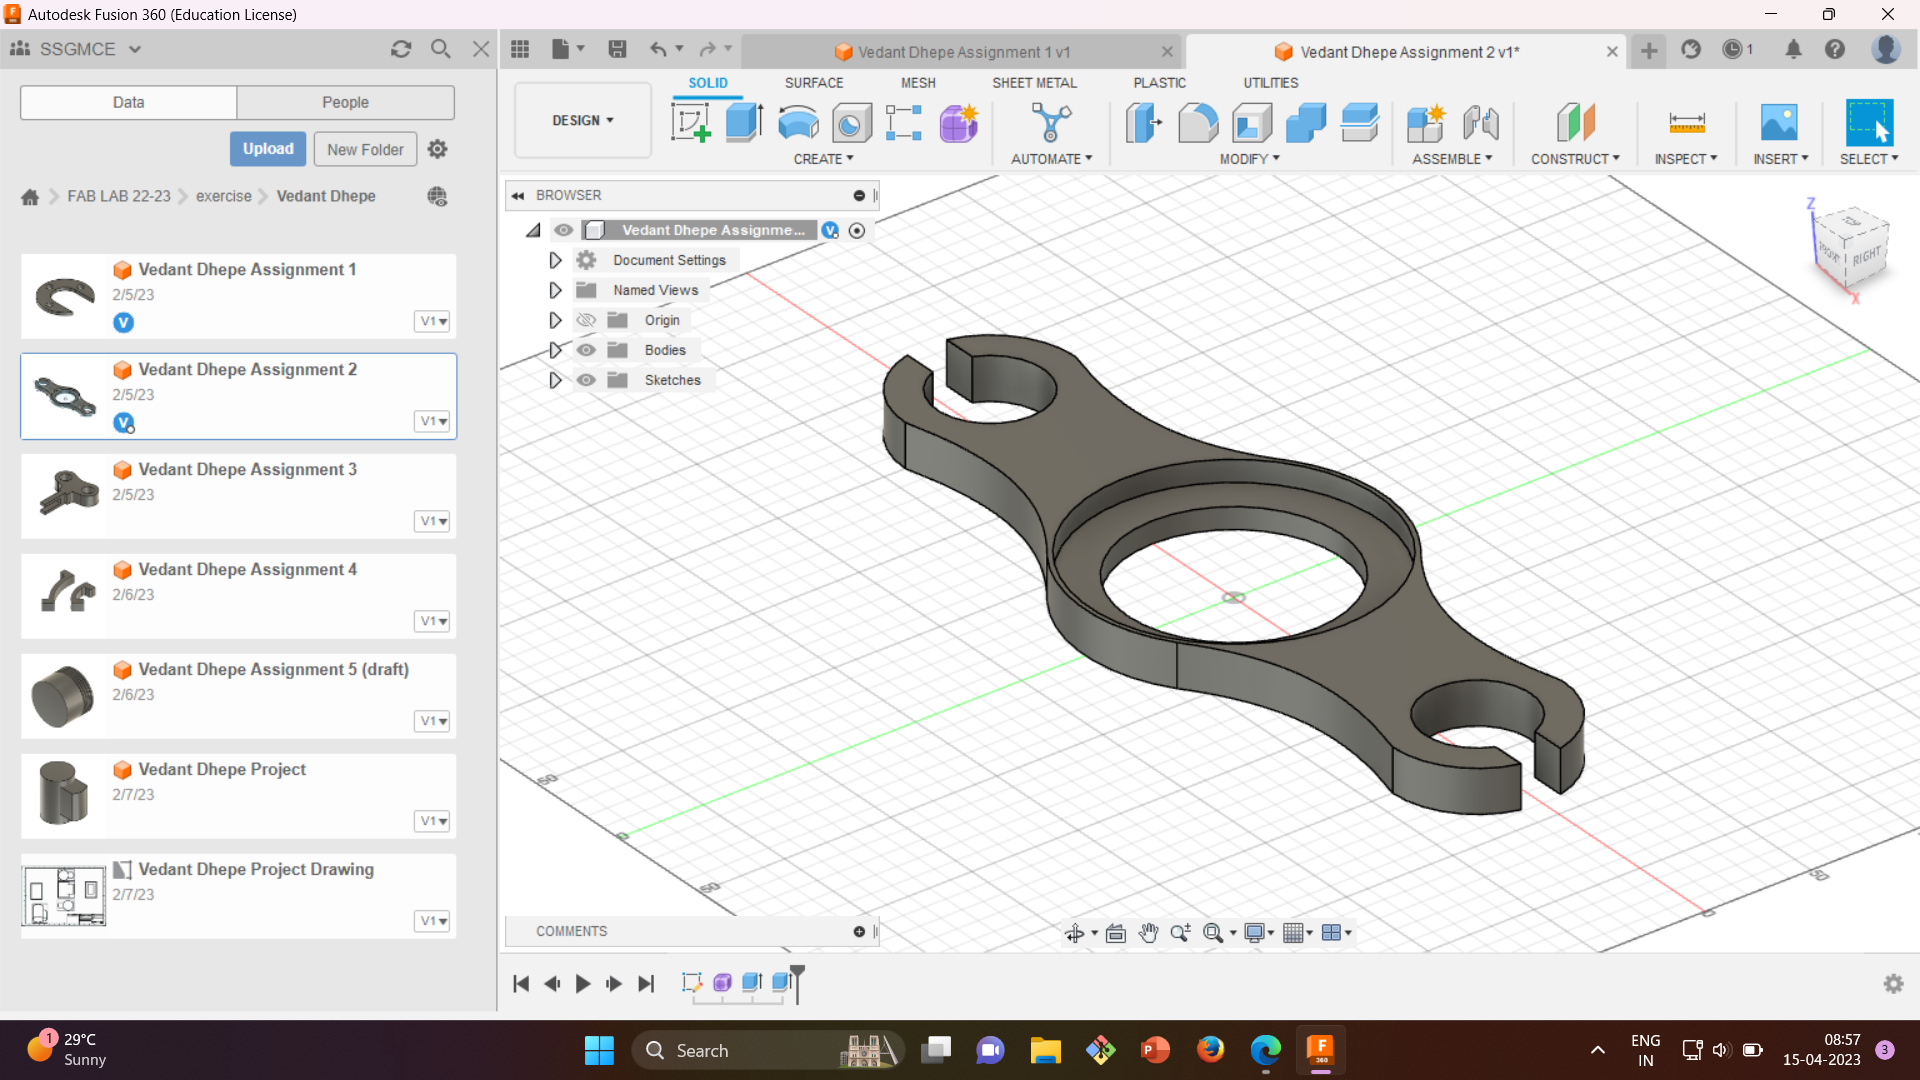 Autodesk Fusion 360 (Education License)
SSGMCE
Data
People
Upload
New Folder
FAB LAB 22-23
exercise
Vedant Dhepe
Vedant Dhepe Assignment 1
2/5/23
V
V1
Vedant Dhepe Assignment 2
2/5/23
V
V1
Vedant Dhepe Assignment 3
2/5/23
V1
Vedant Dhepe Assignment 4
2/6/23
V1
Vedant Dhepe Assignment 5 (draft)
2/6/23
V1
Vedant Dhepe Project
2/7/23
V1
Vedant Dhepe Project Drawing
2/7/23
V1
Vedant Dhepe Assignment 1 v1
Vedant Dhepe Assignment 2 v1*
1
DESIGN
SOLID
SURFACE
MESH
SHEET METAL
PLASTIC
UTILITIES
CREATE
AUTOMATE
MODIFY
ASSEMBLE
CONSTRUCT
INSPECT
INSERT
SELECT
BROWSER
Vedant Dhepe Assignme...
V
Document Settings
Named Views
Origin
Bodies
Sketches
Z
TOP
FRONT
RIGHT
X
50
0
50
50
0
COMMENTS
1
29°C
Sunny
Search
F
360
ENG
IN
08:57
15-04-2023
3